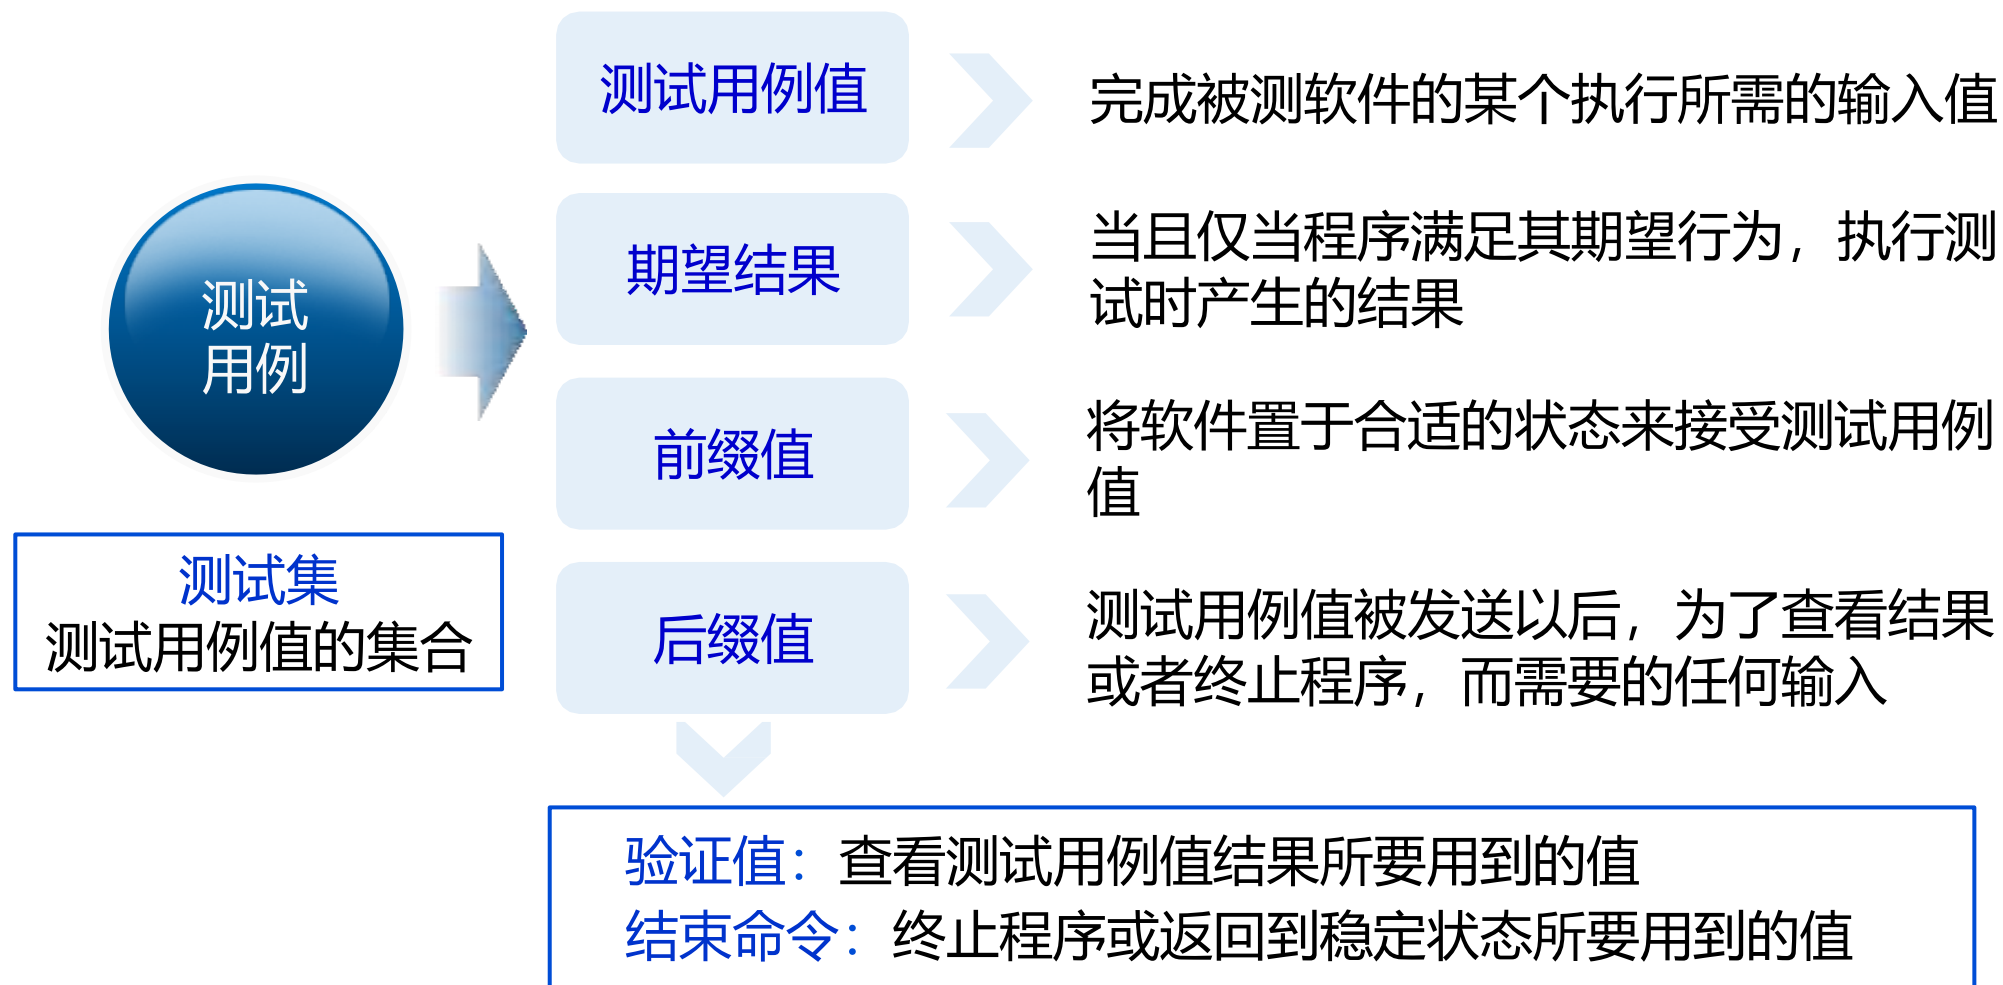 测试用例值
完成被测软件的某个执行所需的输入值
测试
用例
期望结果
当且仅当程序满足其期望行为，执行测
试时产生的结果
前缀值
将软件置于合适的状态来接受测试用例
值
测试集
测试用例值的集合
后缀值
测试用例值被发送以后，为了查看结果
或者终止程序，而需要的任何输入
验证值：查看测试用例值结果所要用到的值
结束命令：终止程序或返回到稳定状态所要用到的值